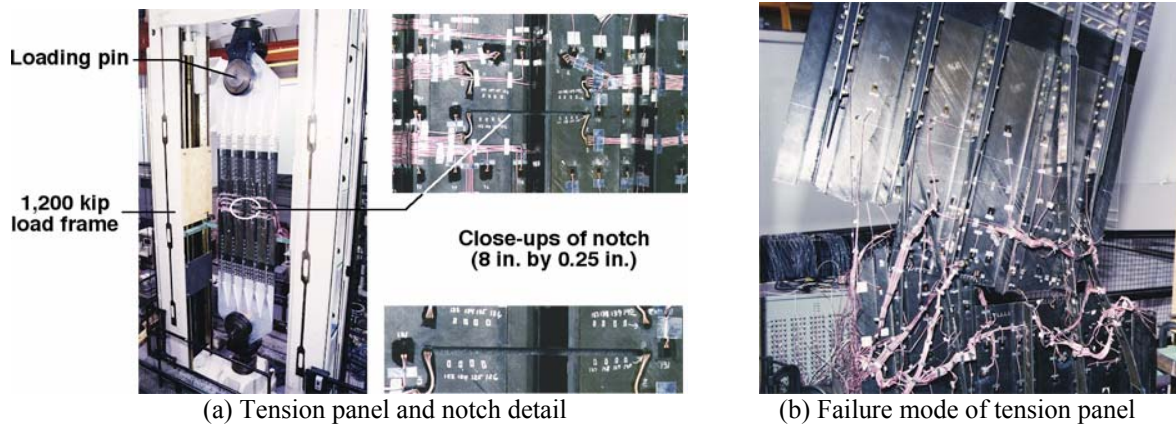 Loading pin
1,200 kip
load frame
Close-ups of notch
(8 in. by 0.25 in.)
(a) Tension panel and notch detail
(b) Failure mode of tension panel